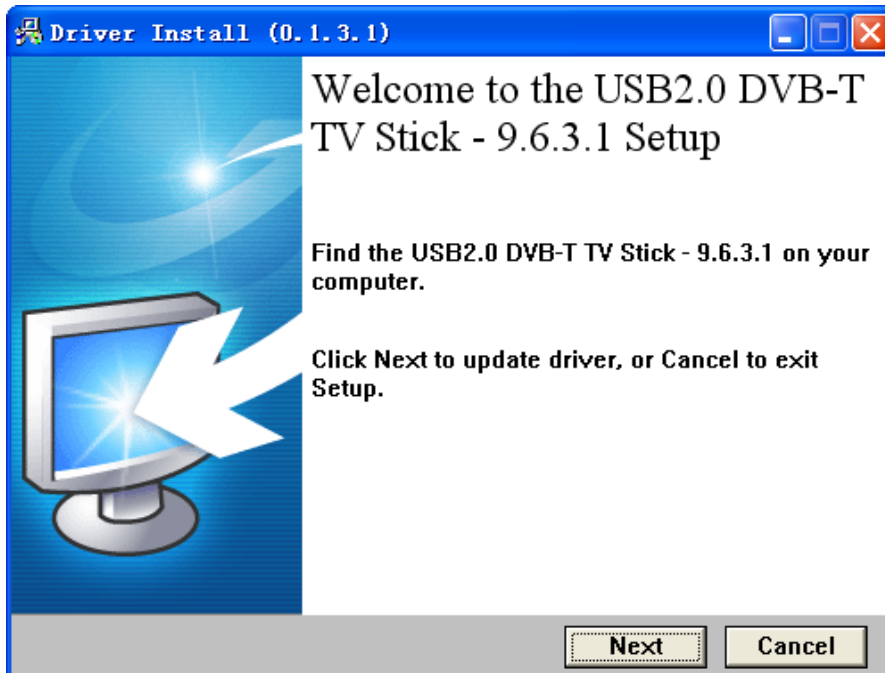 Driver Install (0.1.3.1)
Welcome to the USB2.0 DVB-T
TV Stick - 9.6.3.1 Setup
Find the USB2.0 DVB-T TV Stick - 9.6.3.1 on your
computer.
Click Next to update driver, or Cancel to exit
Setup.
Next
Cancel